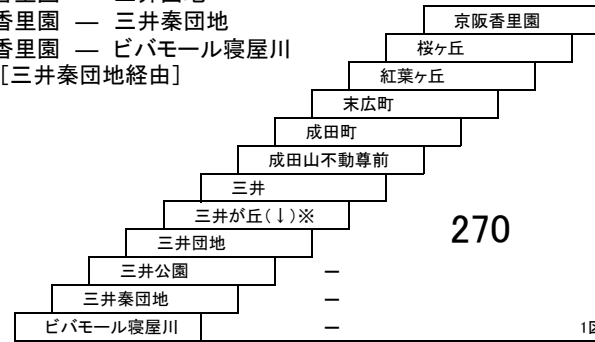 香里園 ― 三井秦団地
香里園 ― ビバモール寝屋川
[三井秦団地経由]
京阪香里園
桜ヶ丘
紅葉ヶ丘
末広町
成田町
成田山不動尊前
三井
三井が丘(↓)※
270
三井団地
三井公園 －
三井秦団地 －
ビバモール寝屋川 － 1区